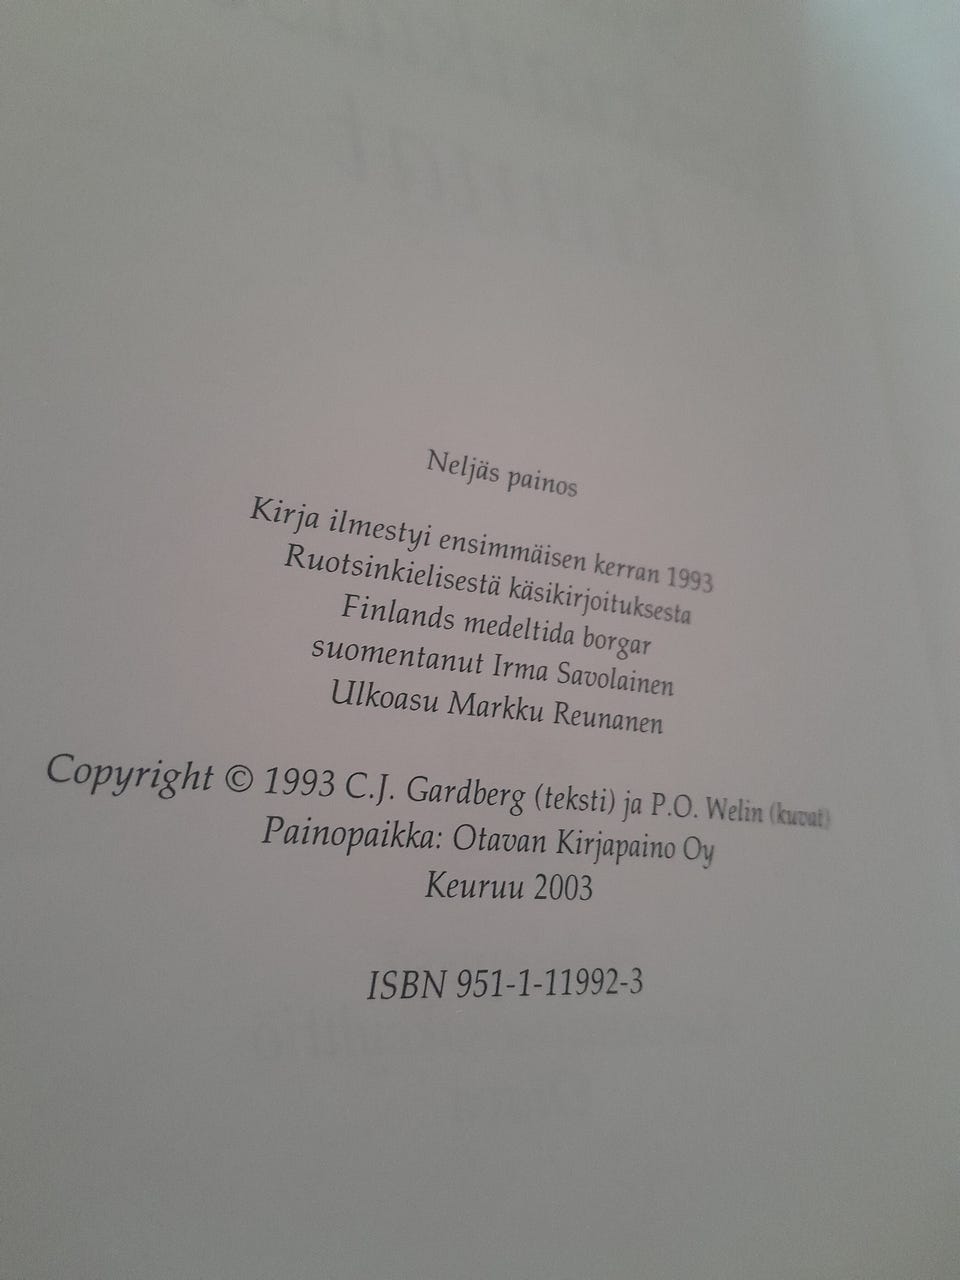 Neljäs painos
Kirja ilmestyi ensimmäisen kerran 1993
Ruotsinkielisestä käsikirjoituksesta
Finlands medeltida borgar
suomentanut Irma Savolainen
Ulkoasu Markku Reunanen
Copyright © 1993 C.J. Gardberg (teksti) ja P.O. Welin (kuvat)
Painopaikka: Otavan Kirjapaino Oy
Keuruu 2003
ISBN 951-1-11992-3